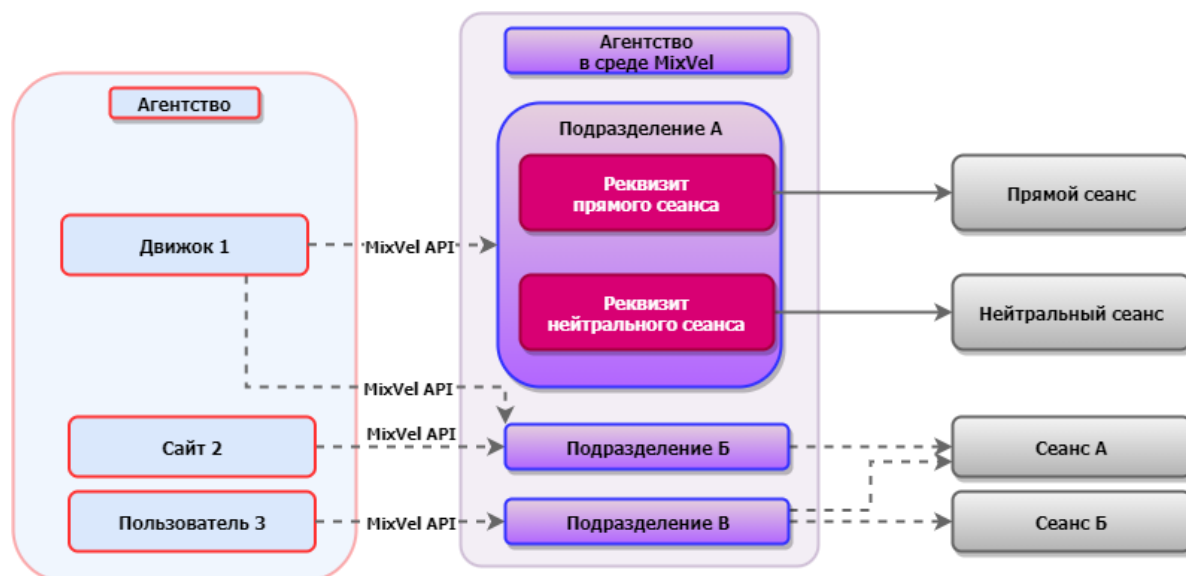 Агентство
в среде MixVel
Агентство
Подразделение А
Реквизит
прямого сеанса
Прямой сеанс
Движок 1
MixVel API
Реквизит
нейтрального сеанса
Нейтральный сеанс
MixVel API
Сайт 2
MixVel API
Подразделение Б
Сеанс А
Пользователь 3
MixVel API
Подразделение В
Сеанс Б